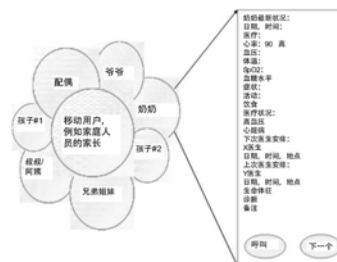 配偶
爷爷
奶奶
孩子#1
移动用户,
例如家庭人
员的家长
孩子#2
叔叔/
阿姨
兄弟姐妹
奶奶最新状况:
日期, 时间:
医疗:
心率: 90 高
血压:
体温:
SpO2:
血糖水平
症状:
活动:
饮食
医疗状况:
高血压
心脏病
下次医生安排:
X医生
日期, 时间, 地点
上次医生安排:
Y医生
日期, 时间, 地点
生命体征
诊断
备注
呼叫
下一个